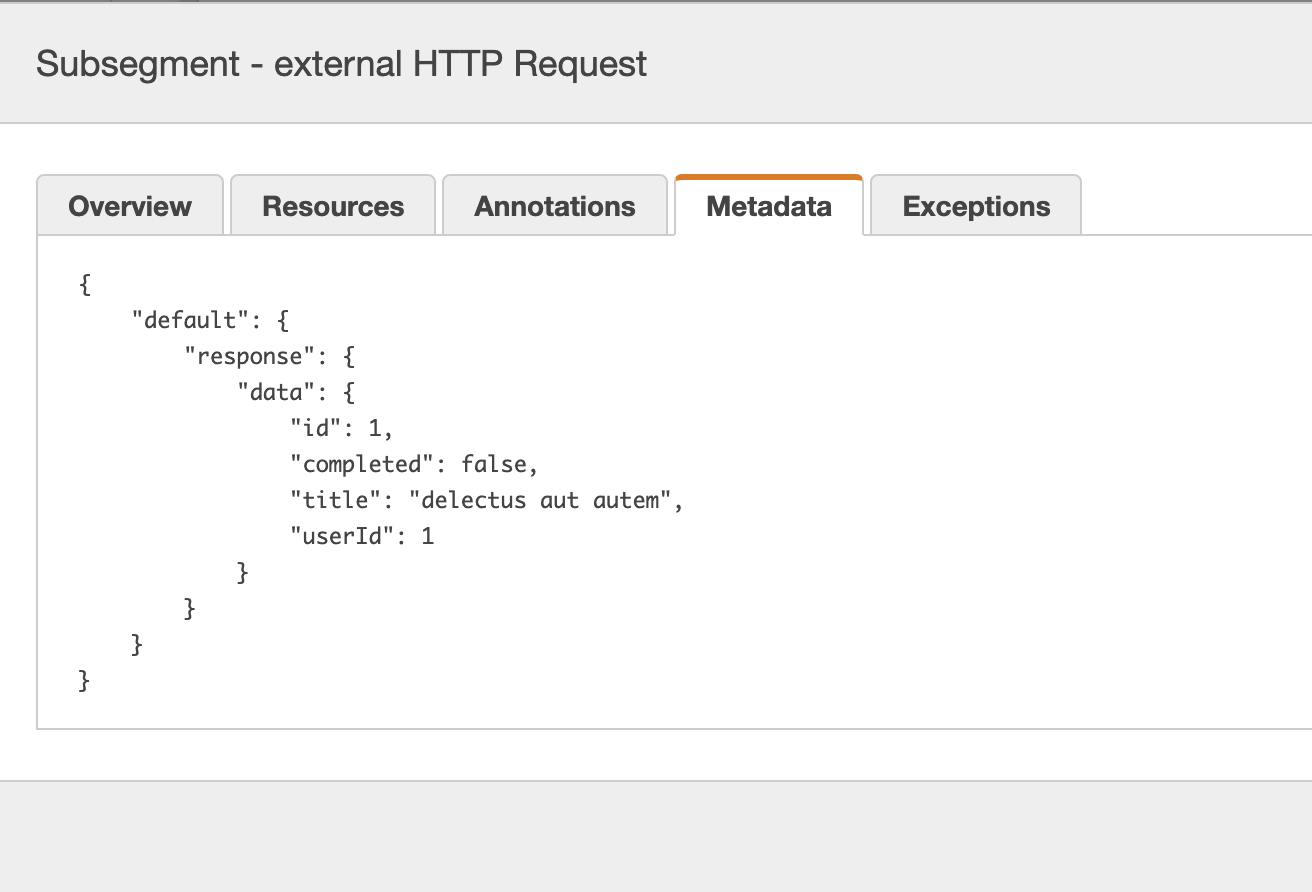 Subsegment - external HTTP Request
Overview Resources Annotations Metadata Exceptions
{
    "default": {
        "response": {
            "data": {
                "id": 1,
                "completed": false,
                "title": "delectus aut autem",
                "userId": 1
            }
        }
    }
}